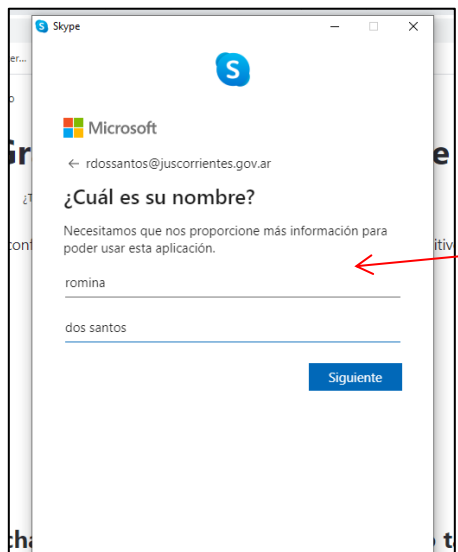 Skype
er...
Microsoft
← rdossantos@juscorrientes.gov.ar
¿Cuál es su nombre?
Necesitamos que nos proporcione más información para
poder usar esta aplicación.
romina
dos santos
Siguiente